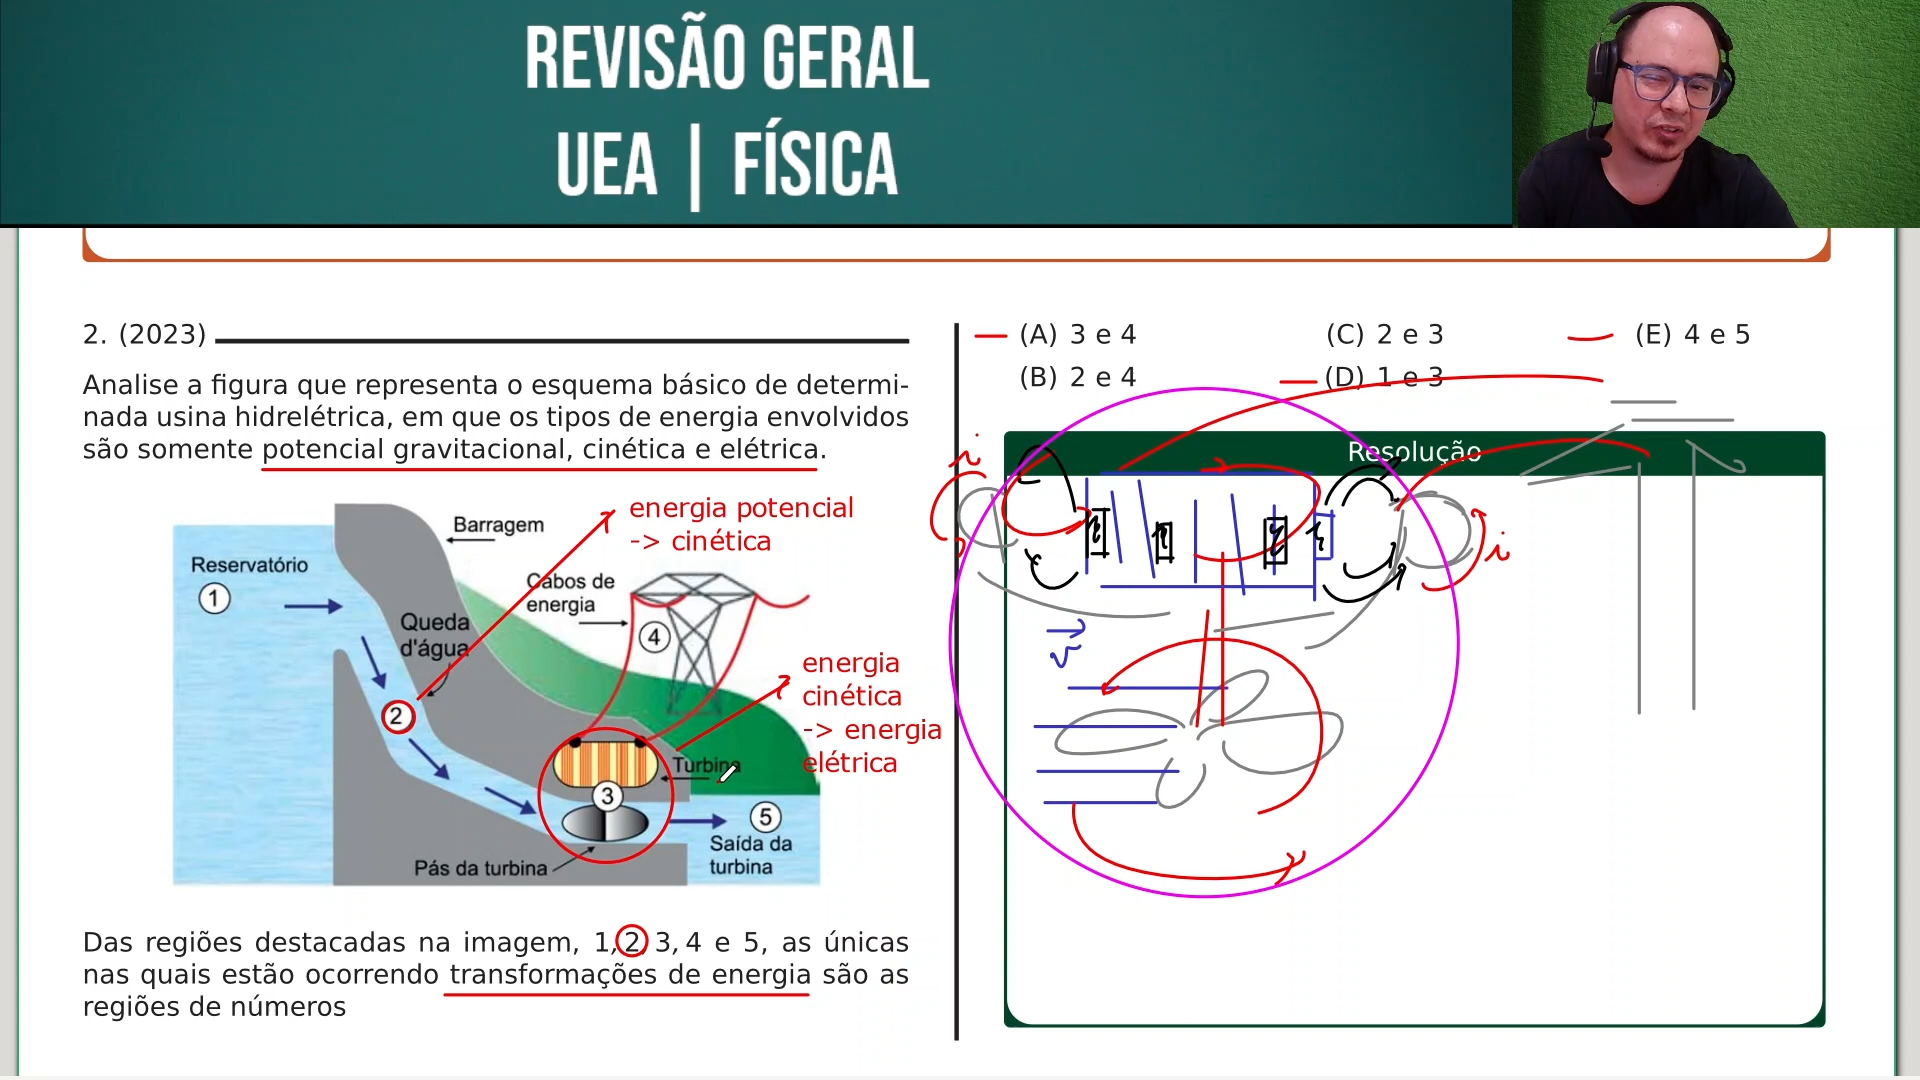 REVISÃO GERAL
UEA | FÍSICA
2. (2023)
Analise a figura que representa o esquema básico de determi-
nada usina hidrelétrica, em que os tipos de energia envolvidos
são somente potencial gravitacional, cinética e elétrica.
Reservatório
1
Barragem
Queda
d'água
2
Cabos de
energia
4
energia potencial
-> cinética
energia
cinética
-> energia
elétrica
Turbina
3
5
Saída da
turbina
Pás da turbina
Das regiões destacadas na imagem, 1, 2, 3, 4 e 5, as únicas
nas quais estão ocorrendo transformações de energia são as
regiões de números
(A) 3 e 4
(C) 2 e 3
(E) 4 e 5
(B) 2 e 4
(D) 1 e 3
Resolução
i
i
v